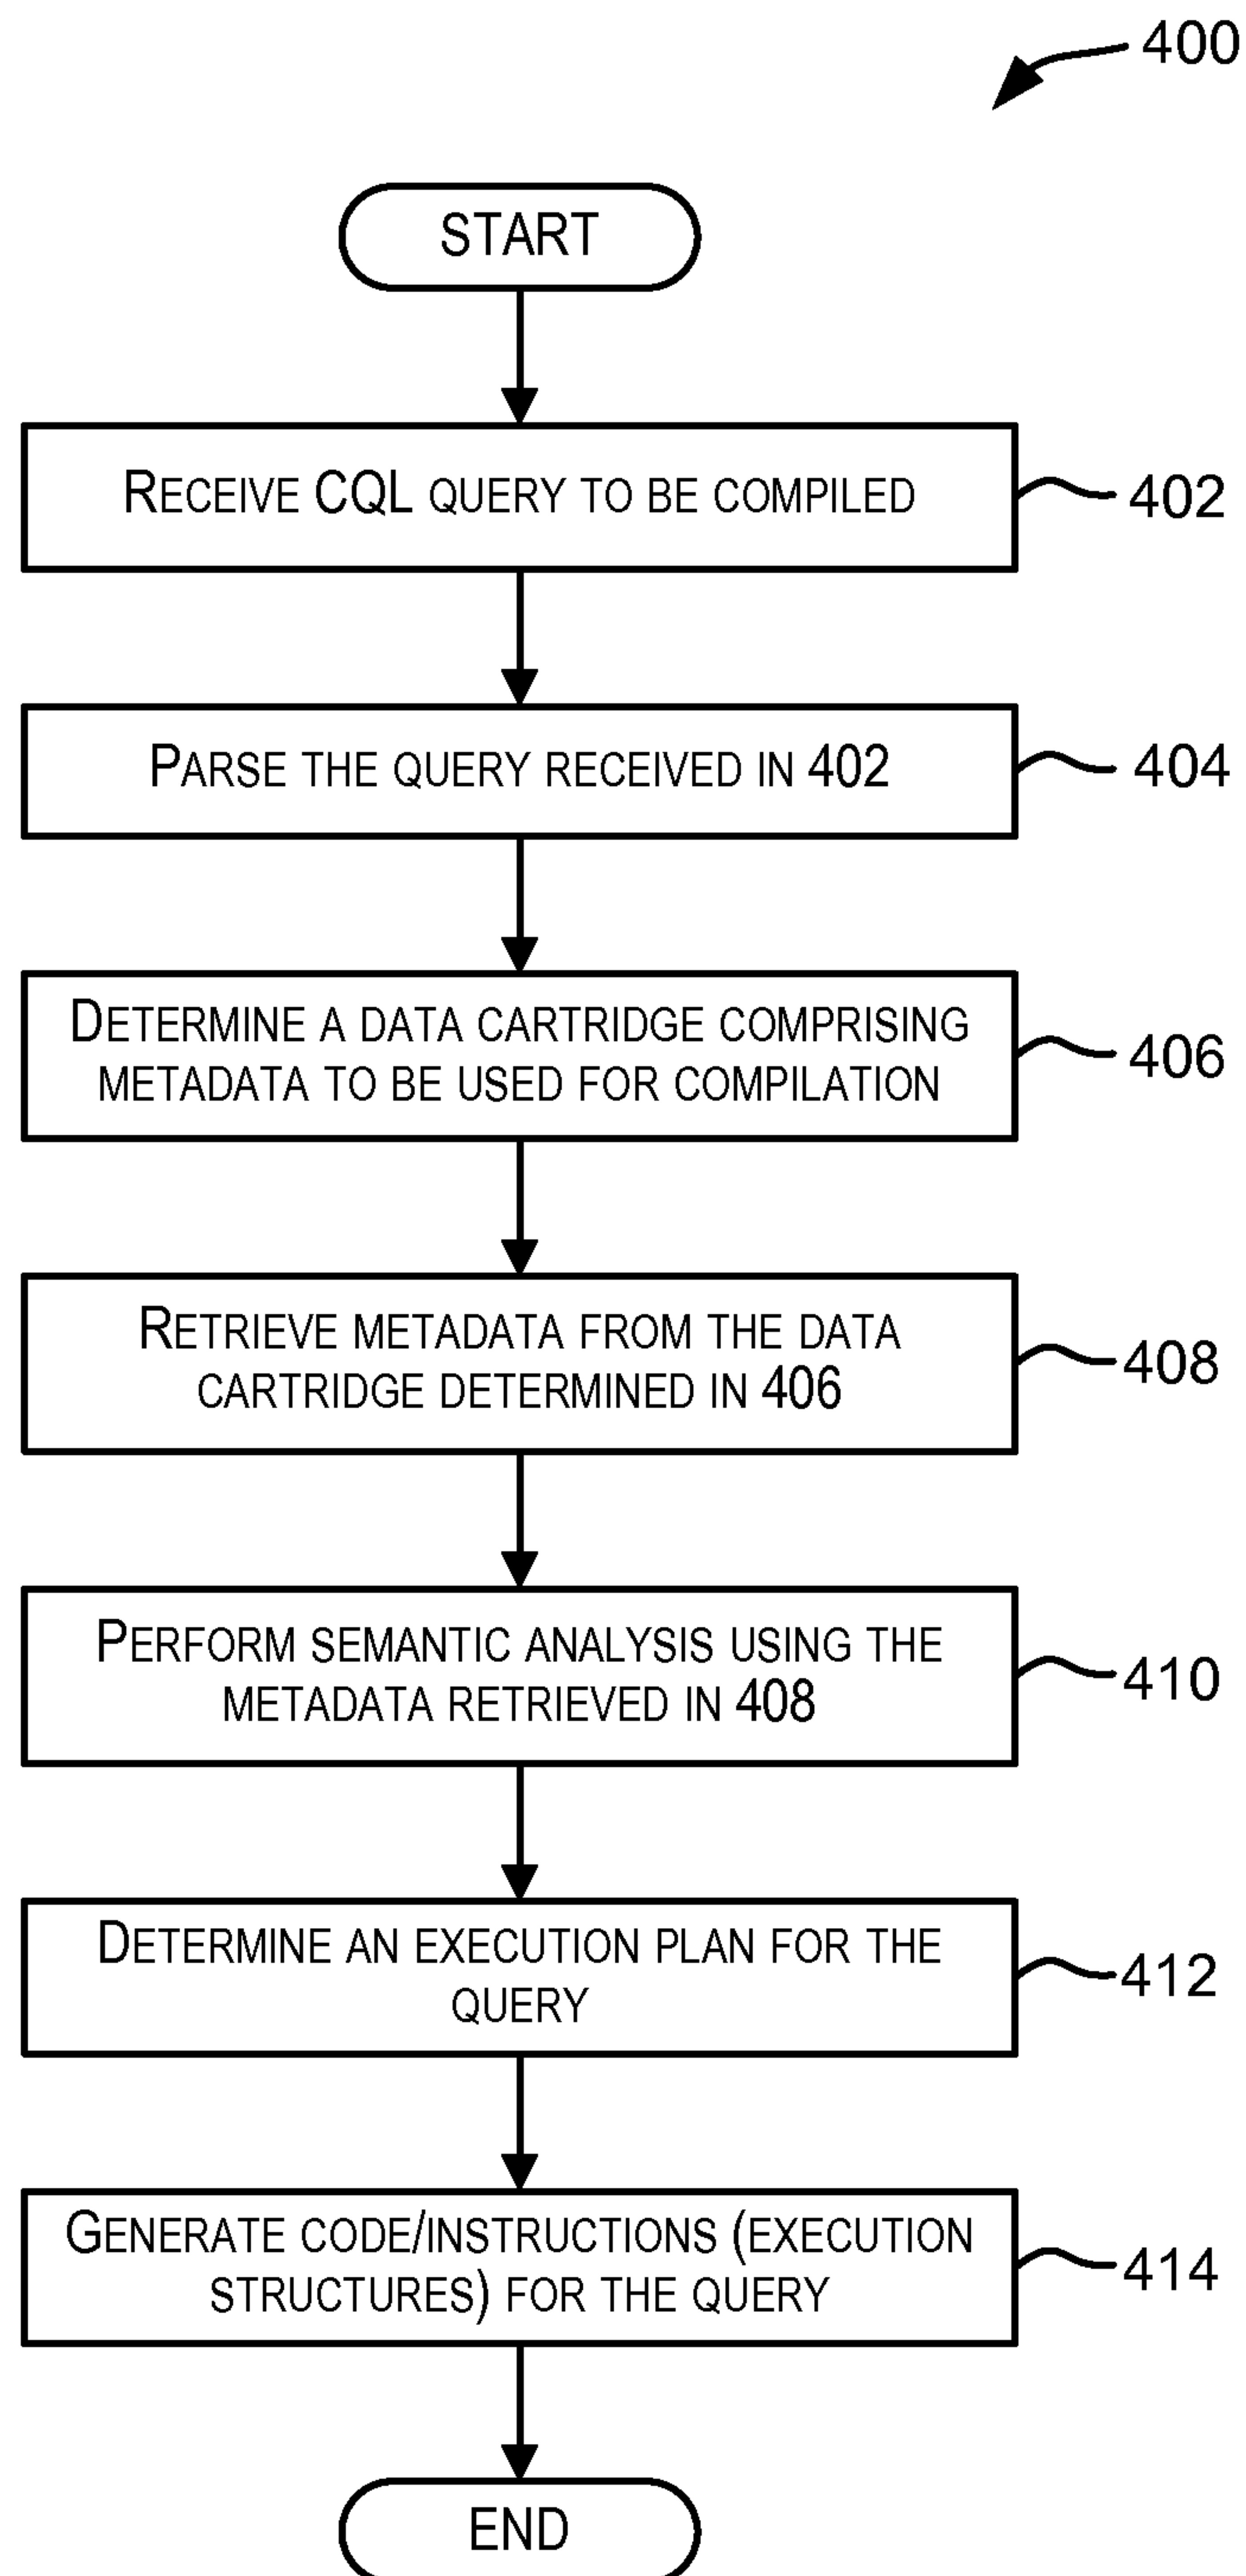 400
START
RECEIVE CQL QUERY TO BE COMPILED
402
PARSE THE QUERY RECEIVED IN 402
404
DETERMINE A DATA CARTRIDGE COMPRISING
METADATA TO BE USED FOR COMPILATION
406
RETRIEVE METADATA FROM THE DATA
CARTRIDGE DETERMINED IN 406
408
PERFORM SEMANTIC ANALYSIS USING THE
METADATA RETRIEVED IN 408
410
DETERMINE AN EXECUTION PLAN FOR THE
QUERY
412
GENERATE CODE/INSTRUCTIONS (EXECUTION
STRUCTURES) FOR THE QUERY
414
END